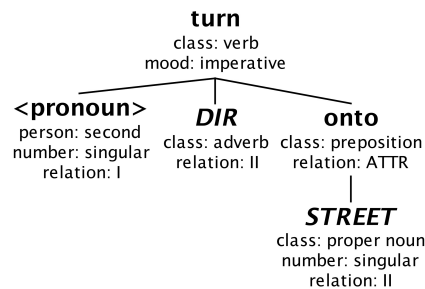 turn
class: verb
mood: imperative
<pronoun>
person: second
number: singular
relation: I
DIR
class: adverb
relation: II
onto
class: preposition
relation: ATTR
STREET
class: proper noun
number: singular
relation: II